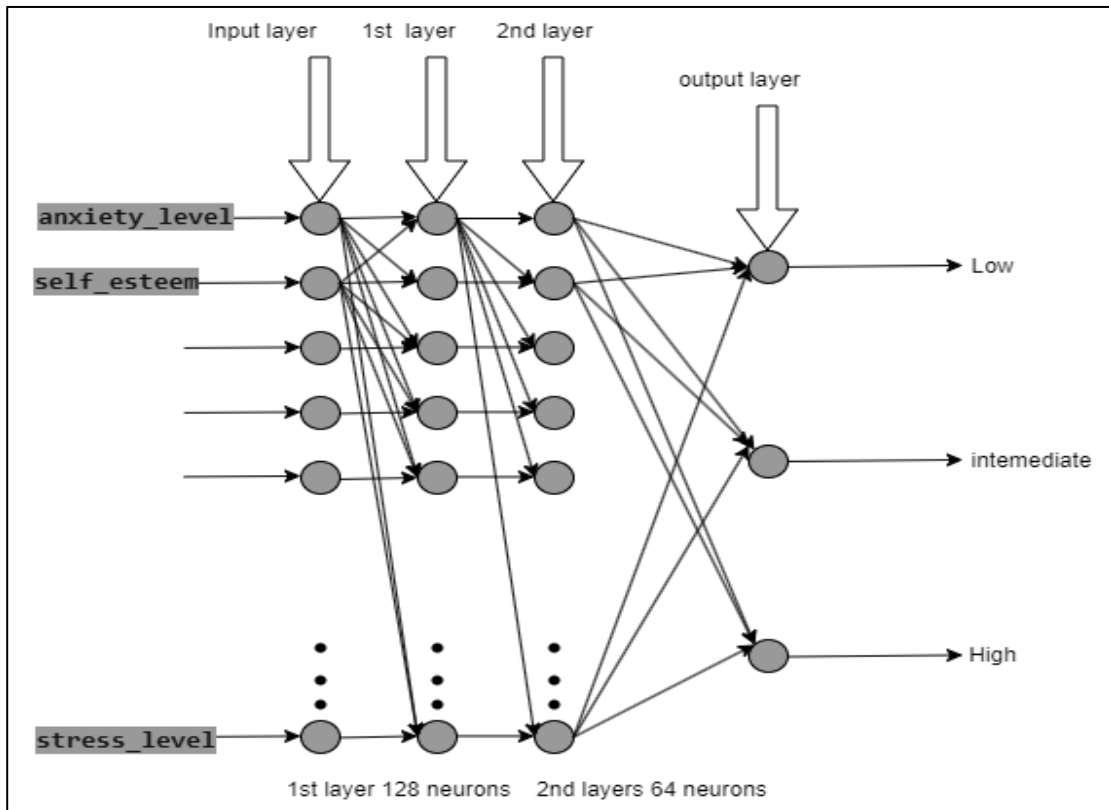 Input layer
1st layer
2nd layer
output layer
anxiety_level
Low
self_esteem
intemediate
High
stress_level
1st layer 128 neurons
2nd layers 64 neurons